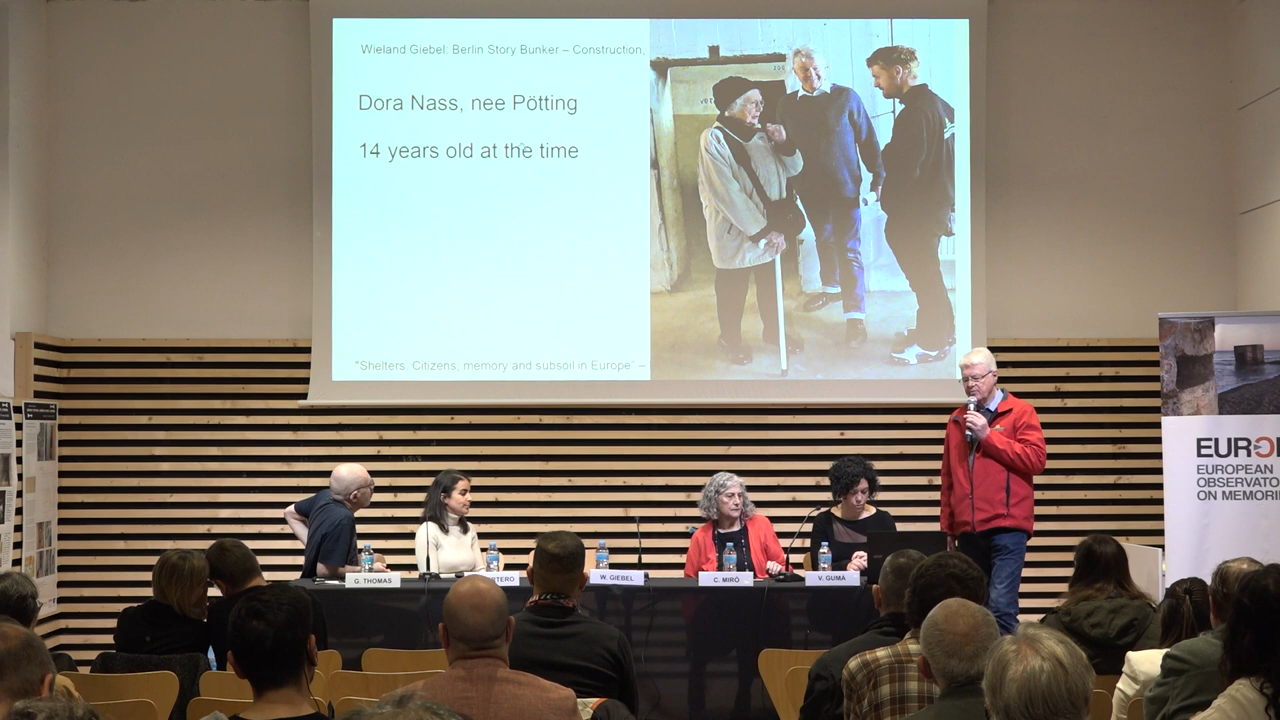 Wieland Giebel: Berlin Story Bunker – Construction,
Dora Nass, nee Pötting
14 years old at the time
"Shelters. Citizens, memory and subsoil in Europe" –
EUROPEAN
OBSERVATO
ON MEMORI
G. THOMAS
W. GIEBEL
C. MIRÓ
V. GUMÀ